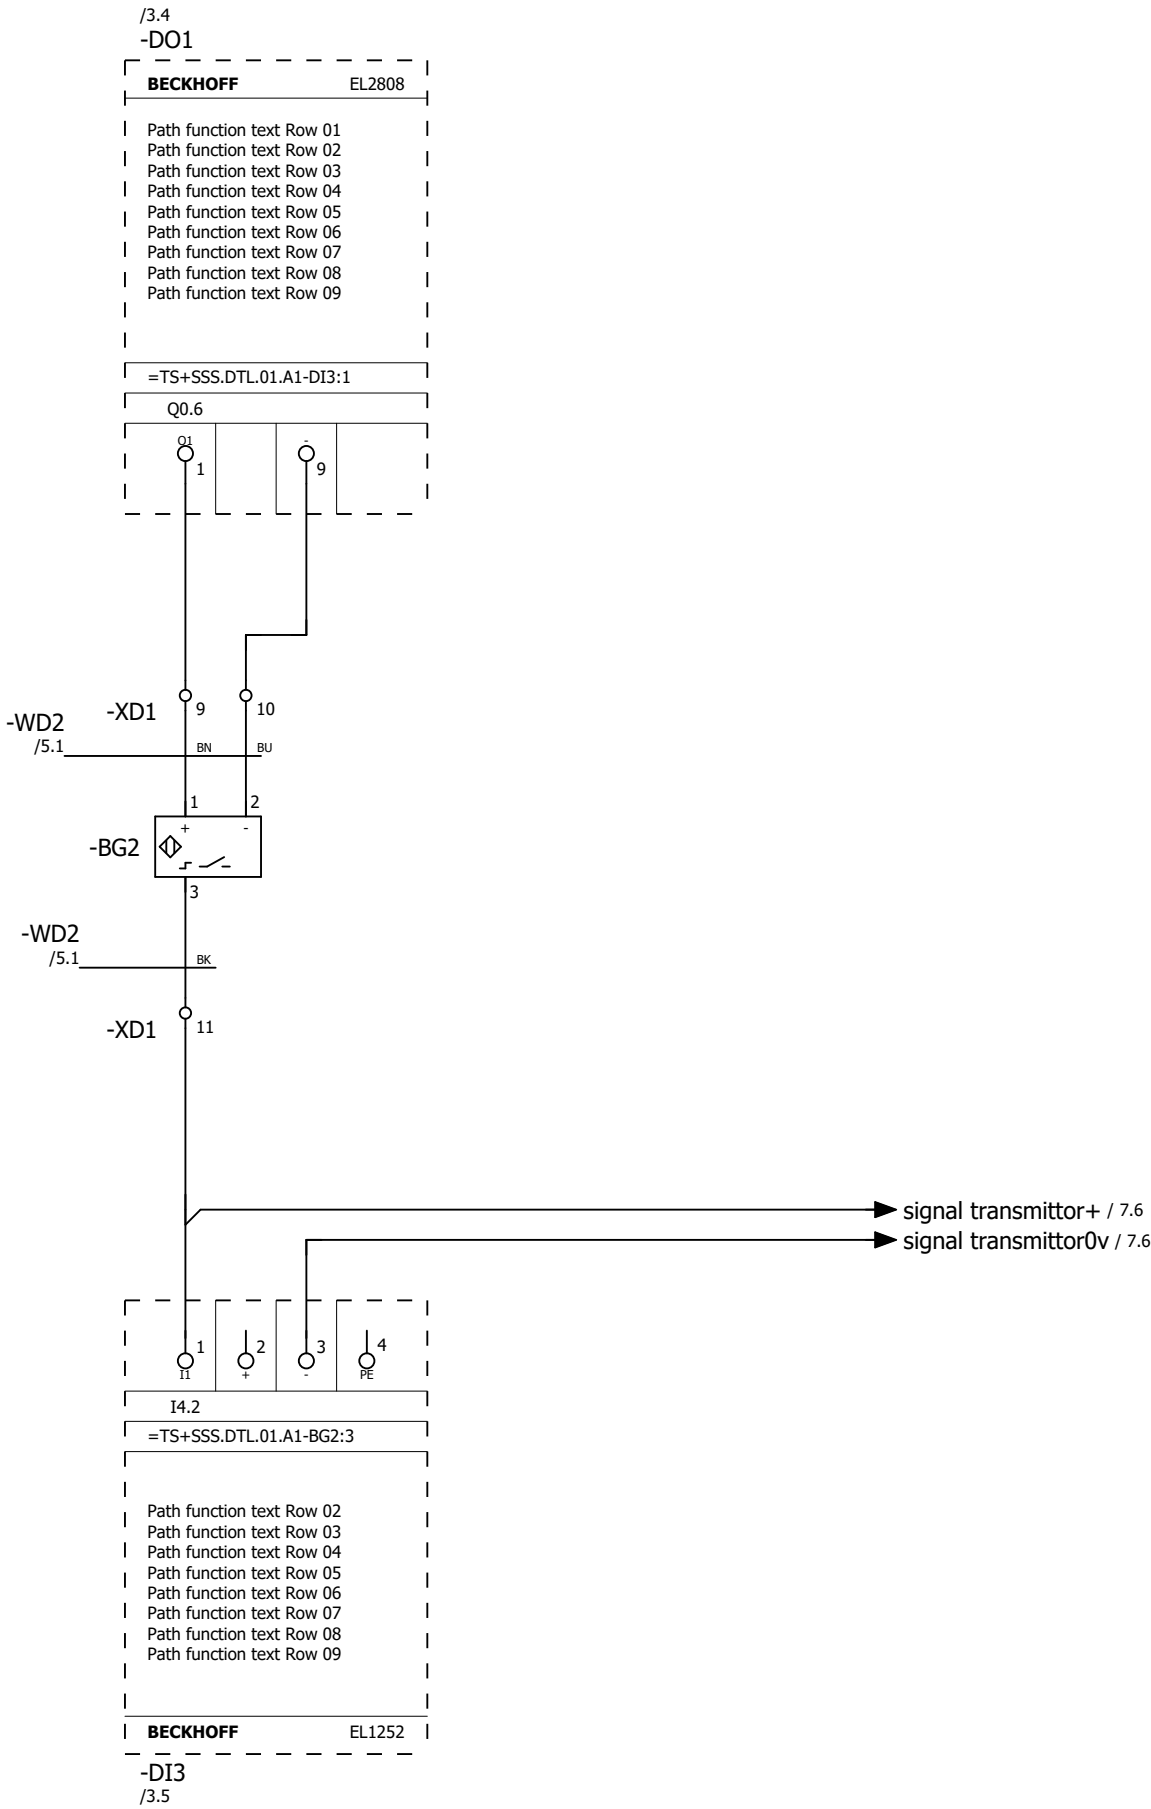 /3.4
-DO1
BECKHOFF EL2808
Path function text Row 01
Path function text Row 02
Path function text Row 03
Path function text Row 04
Path function text Row 05
Path function text Row 06
Path function text Row 07
Path function text Row 08
Path function text Row 09
=TS+SSS.DTL.01.A1-DI3:1
Q0.6
O1 -
1 9
-XD1 9 10
-WD2
/5.1 BN BU
1 2
+ -
-BG2
3
-WD2
/5.1 BK
-XD1 11
signal transmittor+ / 7.6
signal transmittor0v / 7.6
1 2 3 4
I1 + - PE
I4.2
=TS+SSS.DTL.01.A1-BG2:3
Path function text Row 02
Path function text Row 03
Path function text Row 04
Path function text Row 05
Path function text Row 06
Path function text Row 07
Path function text Row 08
Path function text Row 09
BECKHOFF EL1252
-DI3
/3.5